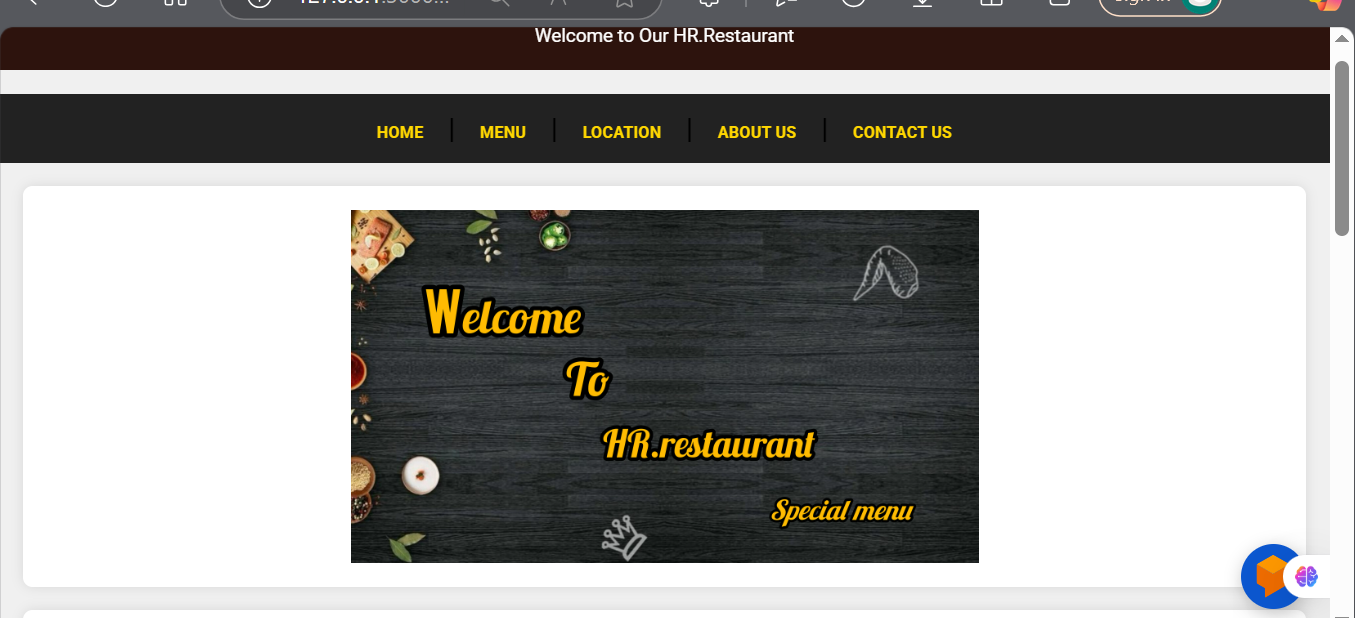 Welcome to Our HR.Restaurant
HOME
MENU
LOCATION
ABOUT US
CONTACT US
Welcome
To
HR.restaurant
Special menu